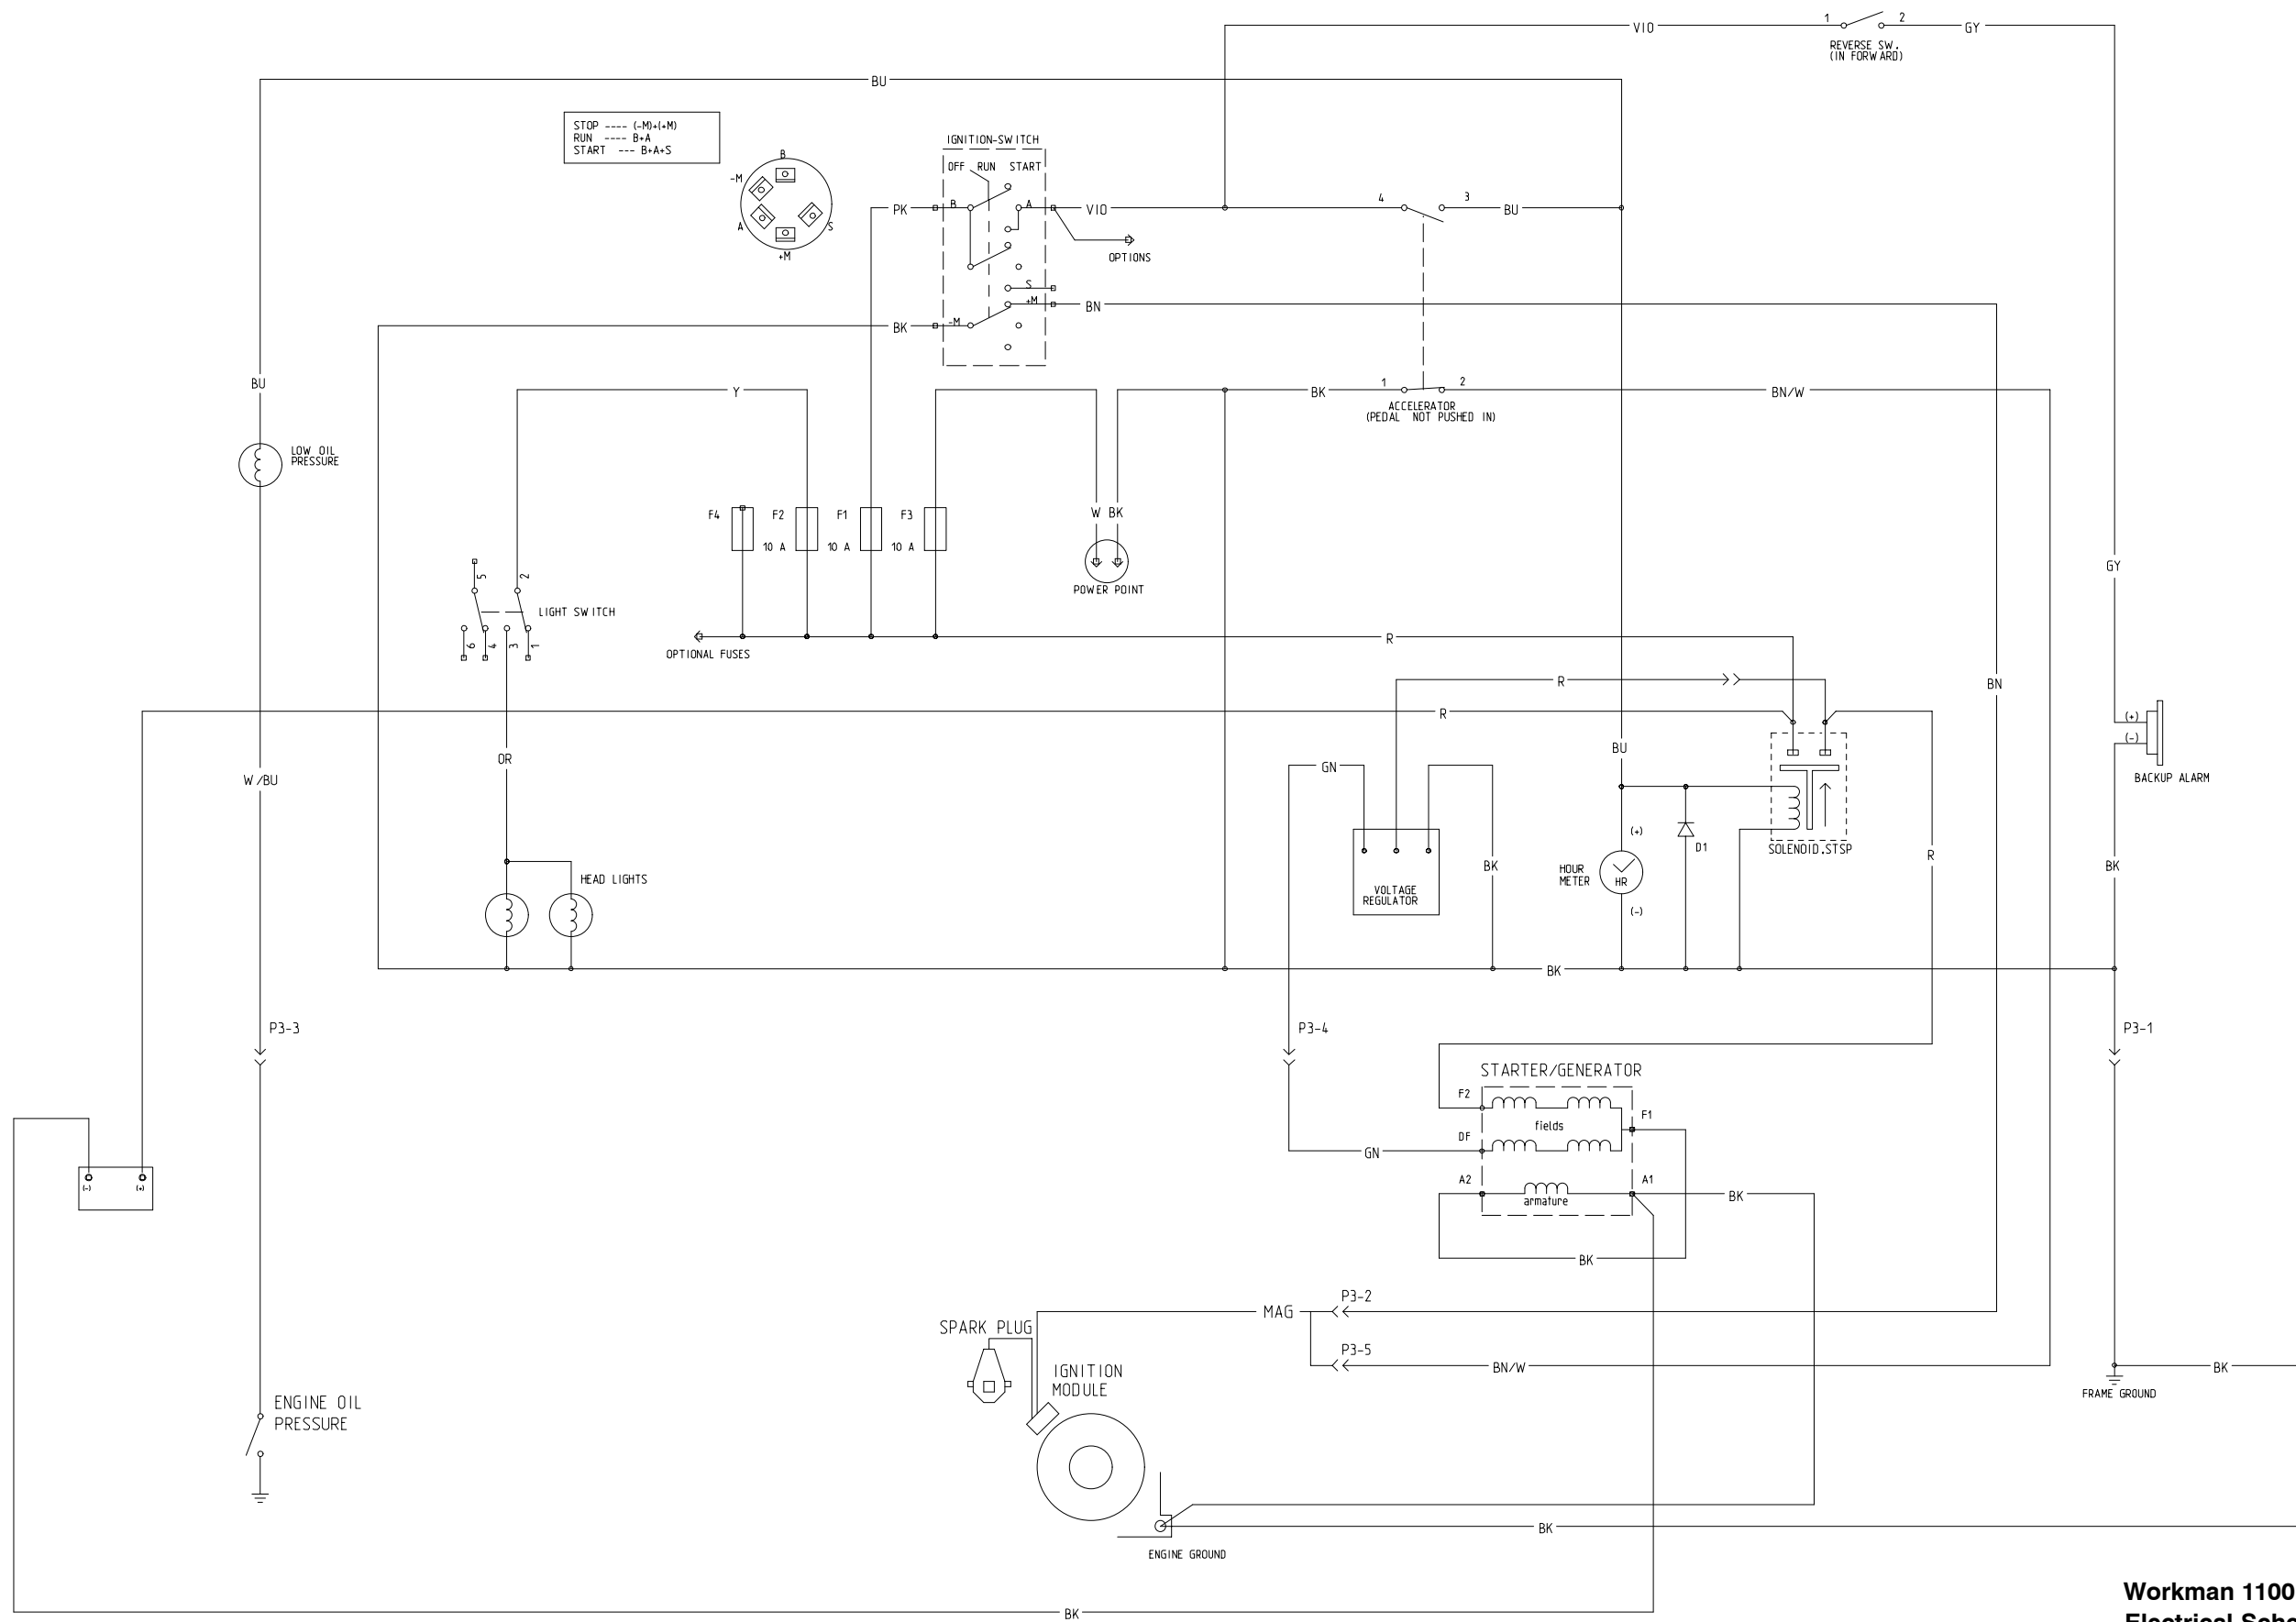 VIO
1
2
GY
REVERSE SW.
(IN FORWARD)
BU
STOP ---- (-M)+(+M)
RUN ---- B+A
START --- B+A+S
B
-M
A
S
+M
IGNITION-SWITCH
OFF RUN START
PK
B
A
VIO
4
3
BU
OPTIONS
S
+M
BN
BK
-M
BU
Y
BK
1
2
BN/W
ACCELERATOR
(PEDAL NOT PUSHED IN)
LOW OIL
PRESSURE
F4
F2
F1
F3
10 A
10 A
10 A
W BK
POWER POINT
GY
5
2
LIGHT SWITCH
6
4
3
1
OPTIONAL FUSES
R
R
R
BN
OR
W/BU
BU
GN
(+)
(-)
BACKUP ALARM
VOLTAGE
REGULATOR
BK
HOUR
METER
(+)
HR
(-)
D1
SOLENOID.STSP
R
BK
HEAD LIGHTS
BK
P3-3
P3-4
P3-1
STARTER/GENERATOR
F2
F1
fields
DF
GN
A2
A1
armature
BK
BK
(-)
(+)
P3-2
MAG
P3-5
BN/W
SPARK PLUG
IGNITION
MODULE
BK
FRAME GROUND
ENGINE OIL
PRESSURE
BK
ENGINE GROUND
BK
Workman 1100